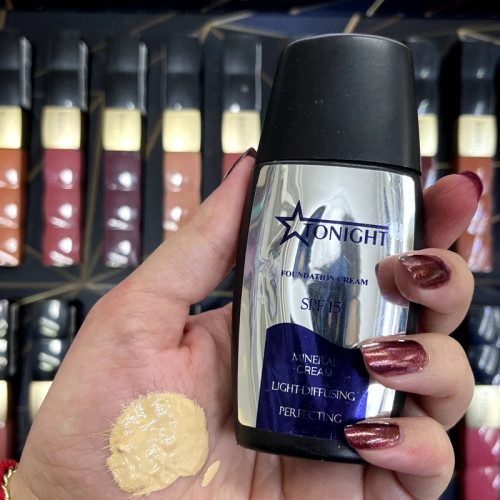 TONIGHT
FOUNDATION CREAM
SPF 15
MINERAL
-CREAM-
LIGHT-DIFFUSING
PERFECTING